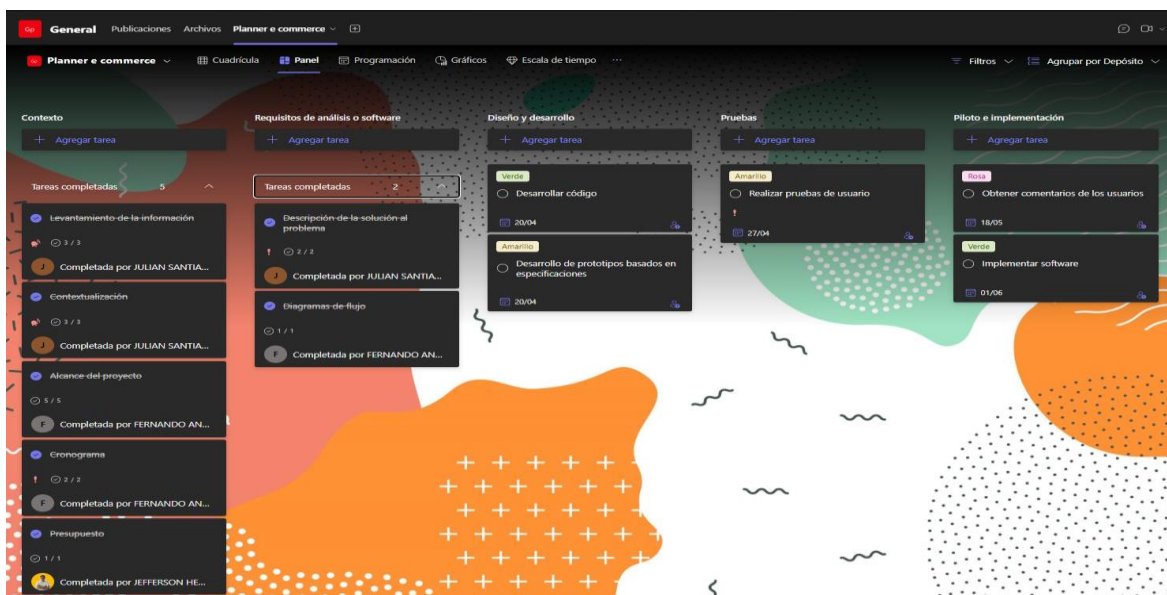 Gp General Publicaciones Archivos Planner e commerce
Planner e commerce Cuadrícula Panel Programación Gráficos Escala de tiempo ... Filtros Agrupar por Depósito
Contexto
Agregar tarea
Tareas completadas 5
Levantamiento de la información
3 / 3
J Completada por JULIAN SANTIA...
Contextualización
3 / 3
J Completada por JULIAN SANTIA...
Alcance del proyecto
5 / 5
F Completada por FERNANDO AN...
Cronograma
2 / 2
F Completada por FERNANDO AN...
Presupuesto
1 / 1
Completada por JEFFERSON HE...
Requisitos de análisis o software
Agregar tarea
Tareas completadas 2
Descripción de la solución al
problema
2 / 2
J Completada por JULIAN SANTIA...
Diagramas de flujo
1 / 1
F Completada por FERNANDO AN...
Diseño y desarrollo
Agregar tarea
Verde
Desarrollar código
20/04
Amarillo
Desarrollo de prototipos basados en
especificaciones
20/04
Pruebas
Agregar tarea
Amarillo
Realizar pruebas de usuario
27/04
Piloto e implementación
Agregar tarea
Rosa
Obtener comentarios de los usuarios
18/05
Verde
Implementar software
01/06